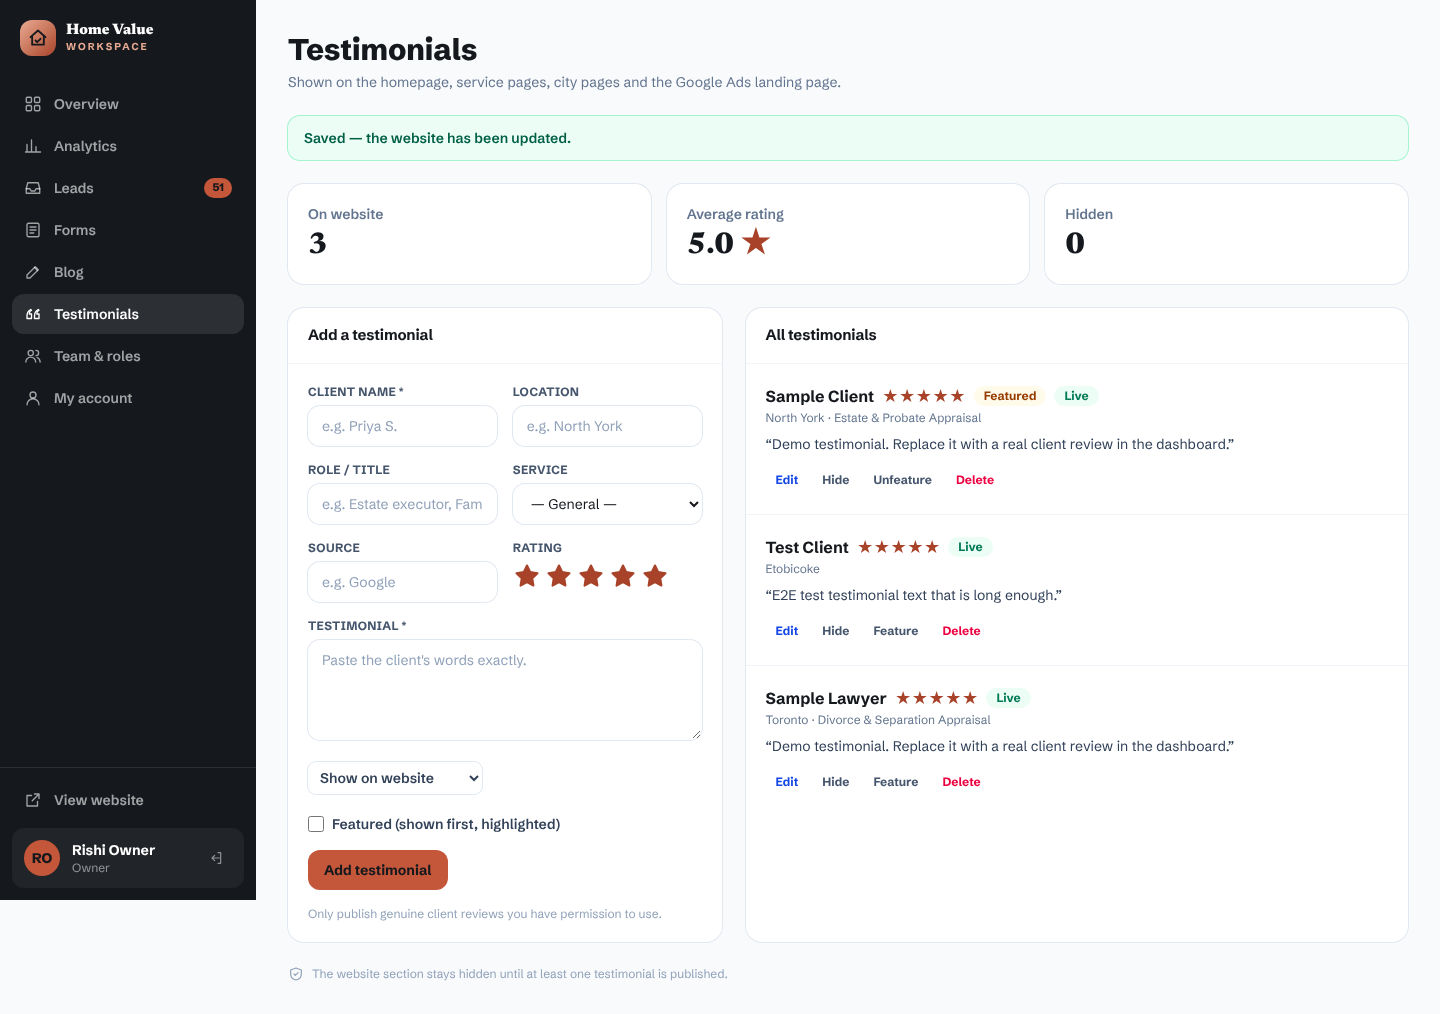 Home Value
WORKSPACE
Overview
Analytics
Leads 51
Forms
Blog
Testimonials
Team & roles
My account
View website
RO
Rishi Owner
Owner
Testimonials
Shown on the homepage, service pages, city pages and the Google Ads landing page.
Saved — the website has been updated.
On website
3
Average rating
5.0 ★
Hidden
0
Add a testimonial
CLIENT NAME *
LOCATION
e.g. Priya S.
e.g. North York
ROLE / TITLE
SERVICE
e.g. Estate executor, Fam
— General —
SOURCE
RATING
e.g. Google
★ ★ ★ ★ ★
TESTIMONIAL *
Paste the client's words exactly.
Show on website
Featured (shown first, highlighted)
Add testimonial
Only publish genuine client reviews you have permission to use.
All testimonials
Sample Client ★★★★★ Featured Live
North York · Estate & Probate Appraisal
“Demo testimonial. Replace it with a real client review in the dashboard.”
Edit Hide Unfeature Delete
Test Client ★★★★★ Live
Etobicoke
“E2E test testimonial text that is long enough.”
Edit Hide Feature Delete
Sample Lawyer ★★★★★ Live
Toronto · Divorce & Separation Appraisal
“Demo testimonial. Replace it with a real client review in the dashboard.”
Edit Hide Feature Delete
The website section stays hidden until at least one testimonial is published.